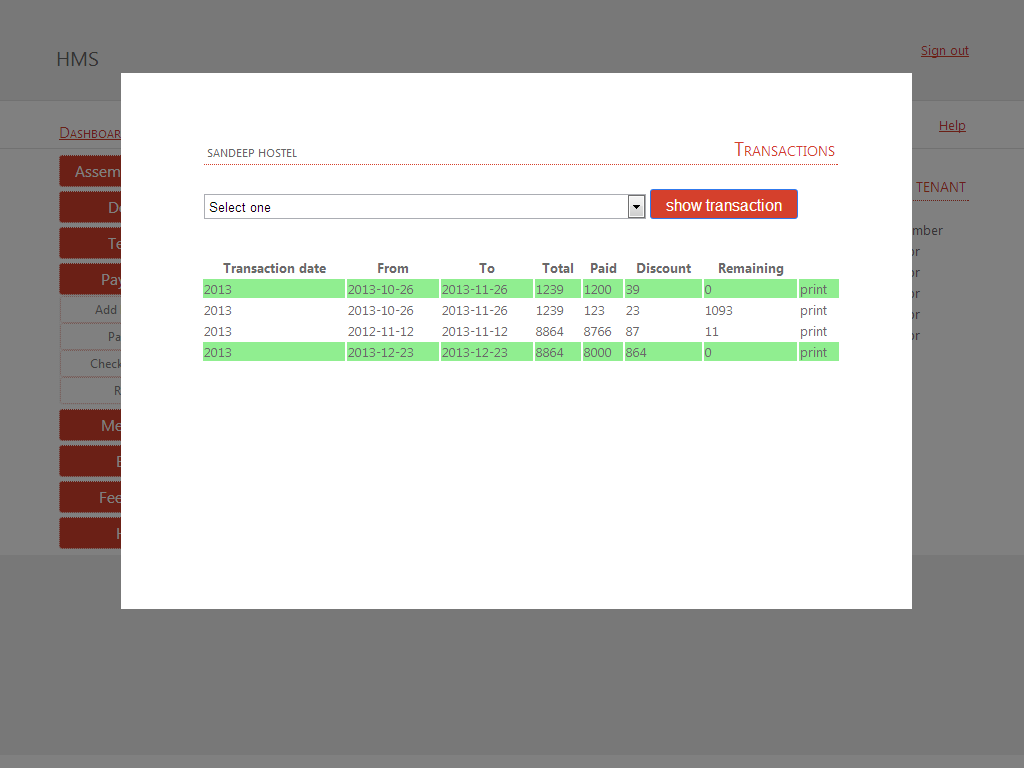 HMS
Sign out
DASHBOAR
Help
SANDEEP HOSTEL TRANSACTIONS
Select one show transaction
Transaction date From To Total Paid Discount Remaining
2013 2013-10-26 2013-11-26 1239 1200 39 0 print
2013 2013-10-26 2013-11-26 1239 123 23 1093 print
2013 2012-11-12 2013-11-12 8864 8766 87 11 print
2013 2013-12-23 2013-12-23 8864 8000 864 0 print
Assem
D
Te
Pay
Add
Pa
Check
R
Me
Fee
H
TENANT
mber
or
or
or
or
or